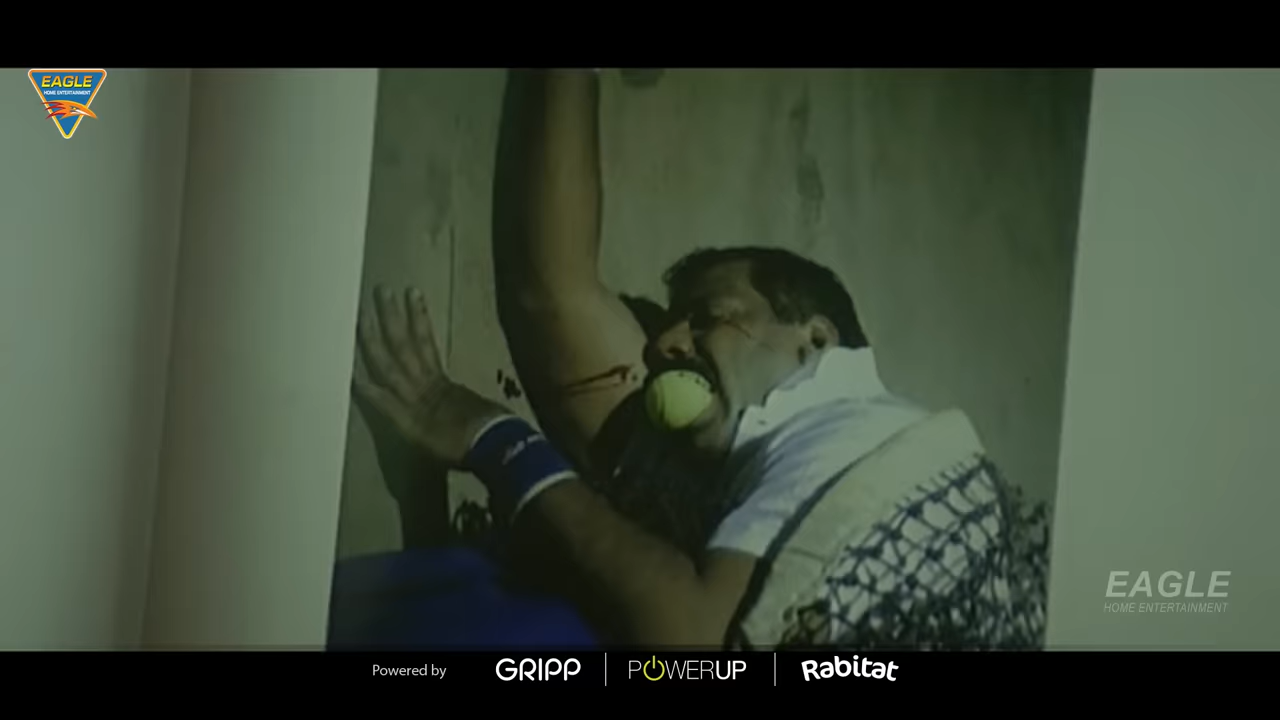 EAGLE
HOME ENTERTAINMENT
EAGLE
HOME ENTERTAINMENT
Powered by GRIPP POWERUP Rabitat